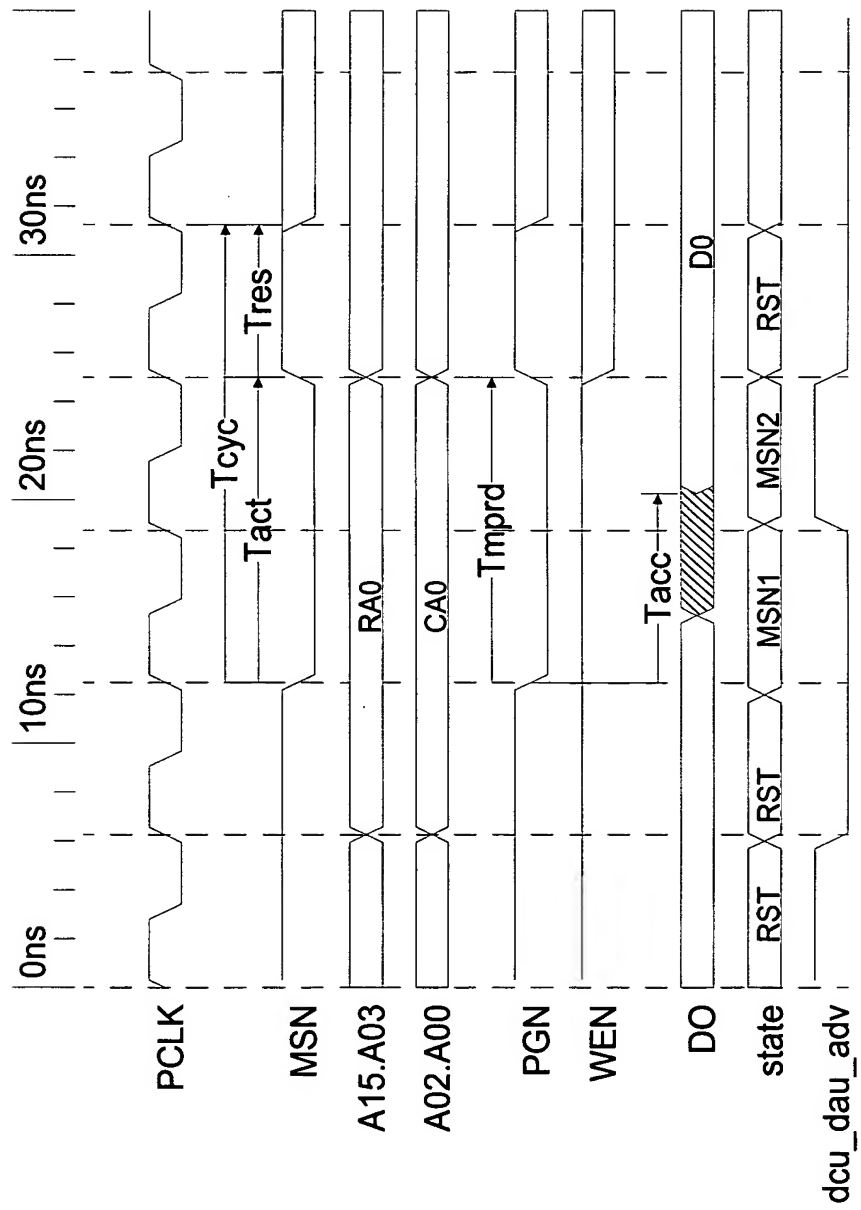 0ns 10ns 20ns 30ns
PCLK
Tcyc
Tact Tres
MSN
A15.A03 RA0
A02.A00 CA0
Tmprd
PGN
WEN
Tacc
DO D0
state RST RST MSN1 MSN2 RST
dcu_dau_adv